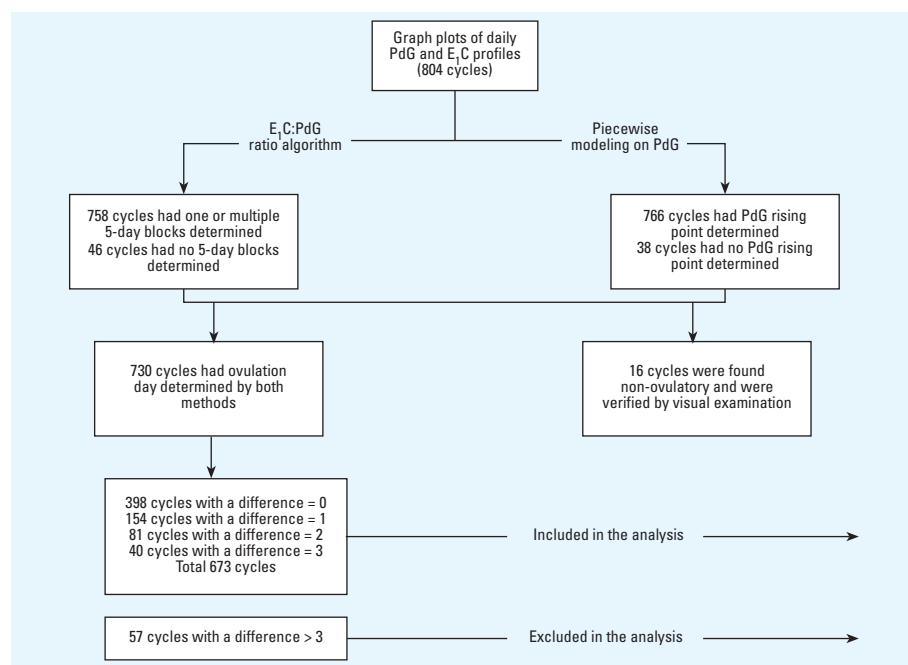 Graph plots of daily
PdG and E₁C profiles
(804 cycles)
E₁C:PdG
ratio algorithm
Piecewise
modeling on PdG
758 cycles had one or multiple
5-day blocks determined
46 cycles had no 5-day blocks
determined
766 cycles had PdG rising
point determined
38 cycles had no PdG rising
point determined
730 cycles had ovulation
day determined by both
methods
16 cycles were found
non-ovulatory and were
verified by visual examination
398 cycles with a difference = 0
154 cycles with a difference = 1
81 cycles with a difference = 2
40 cycles with a difference = 3
Total 673 cycles
Included in the analysis
57 cycles with a difference > 3
Excluded in the analysis